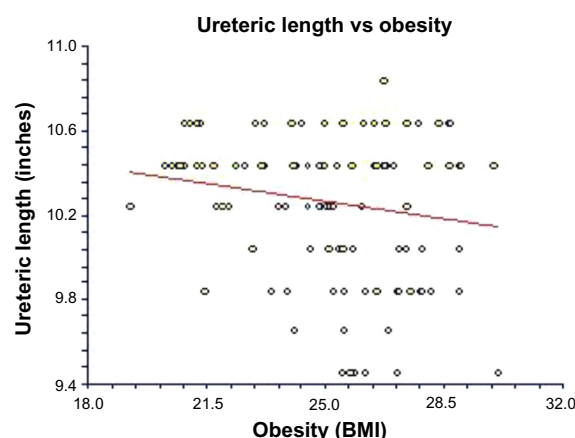 Ureteric length vs obesity
11.0
10.6
10.2
9.8
9.4
Ureteric length (inches)
18.0 21.5 25.0 28.5 32.0
Obesity (BMI)